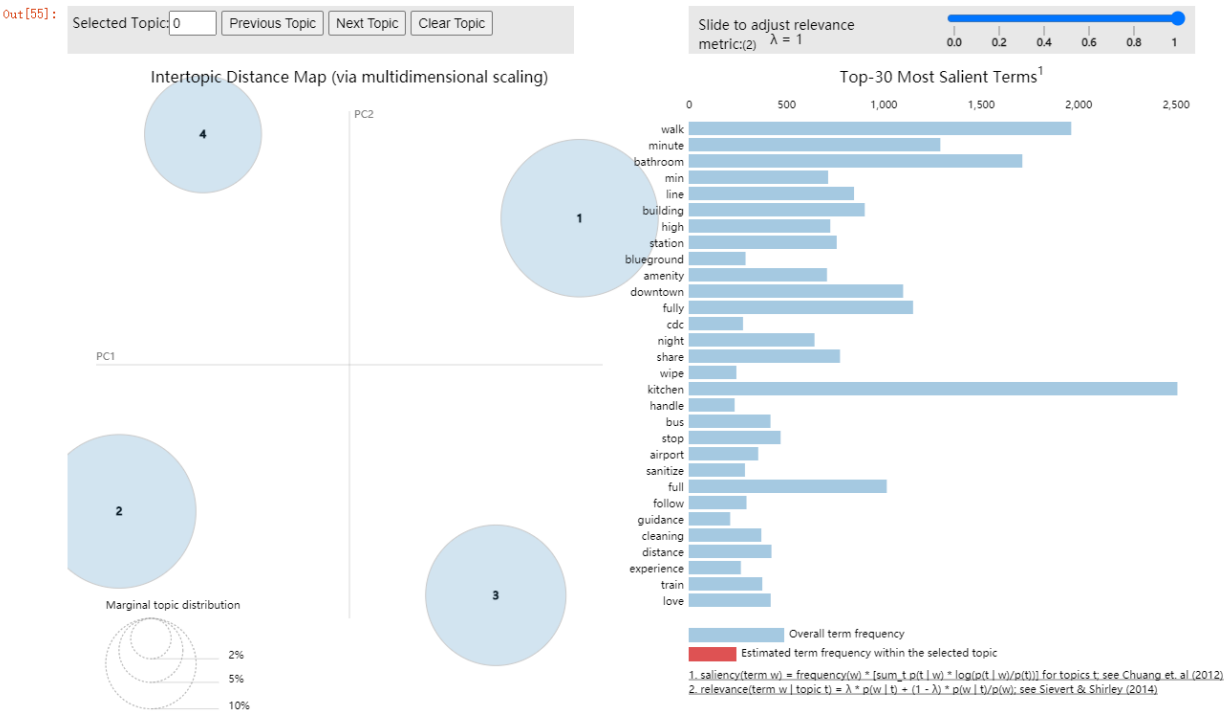 Out[55]:
Selected Topic: 0 Previous Topic Next Topic Clear Topic
Slide to adjust relevance
metric:(2) λ = 1
0.0 0.2 0.4 0.6 0.8 1
Intertopic Distance Map (via multidimensional scaling)
PC2
PC1
4
1
2
3
Marginal topic distribution
2%
5%
10%
Top-30 Most Salient Terms1
0 500 1,000 1,500 2,000 2,500
walk
minute
bathroom
min
line
building
high
station
blueground
amenity
downtown
fully
cdc
night
share
wipe
kitchen
handle
bus
stop
airport
sanitize
full
follow
guidance
cleaning
distance
experience
train
love
Overall term frequency
Estimated term frequency within the selected topic
1. saliency(term w) = frequency(w) * [sum_t p(t | w) * log(p(t | w)/p(t))] for topics t; see Chuang et. al (2012)
2. relevance(term w | topic t) = λ * p(w | t) + (1 - λ) * p(w | t)/p(w); see Sievert & Shirley (2014)